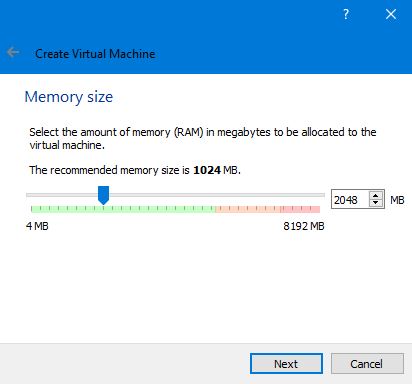 ?
Create Virtual Machine
Memory size
Select the amount of memory (RAM) in megabytes to be allocated to the
virtual machine.
The recommended memory size is 1024 MB.
2048 MB
4 MB 8192 MB
Next Cancel